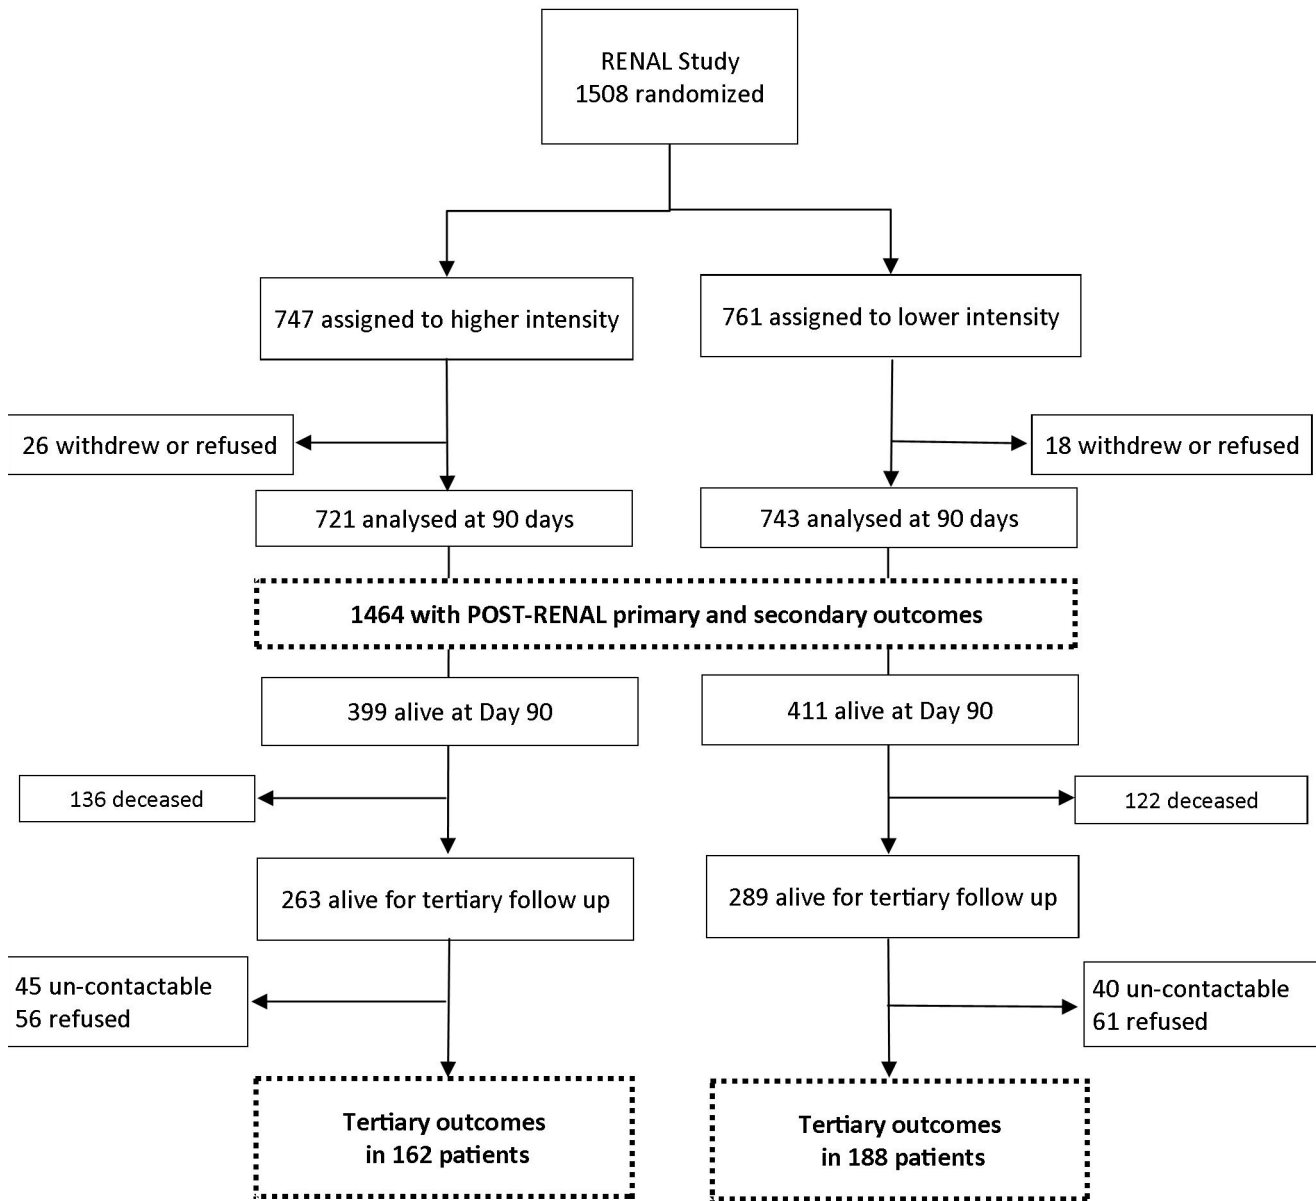 RENAL Study
1508 randomized
747 assigned to higher intensity
761 assigned to lower intensity
26 withdrew or refused
18 withdrew or refused
721 analysed at 90 days
743 analysed at 90 days
1464 with POST-RENAL primary and secondary outcomes
399 alive at Day 90
411 alive at Day 90
136 deceased
122 deceased
263 alive for tertiary follow up
289 alive for tertiary follow up
45 un-contactable
56 refused
40 un-contactable
61 refused
Tertiary outcomes
in 162 patients
Tertiary outcomes
in 188 patients